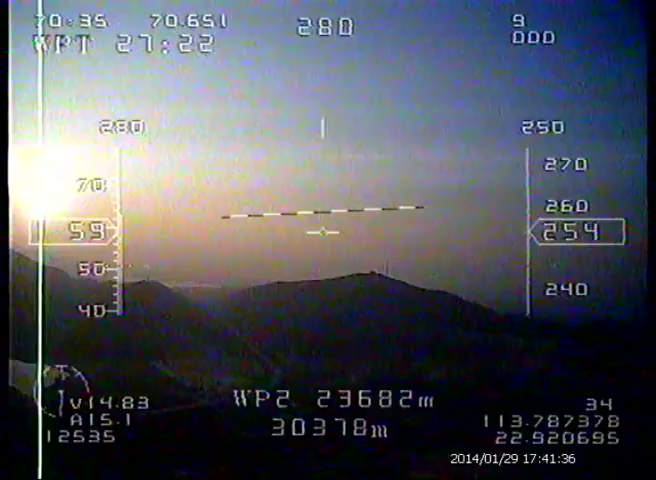 70:35 70.651 280 9
WPT 27:22 000
280 250
270
70
260
59 254
50
240
40
V14.83
A15.1
12535
WP2 23682m
30378m
34
113.787378
22.920695
2014/01/29 17:41:36